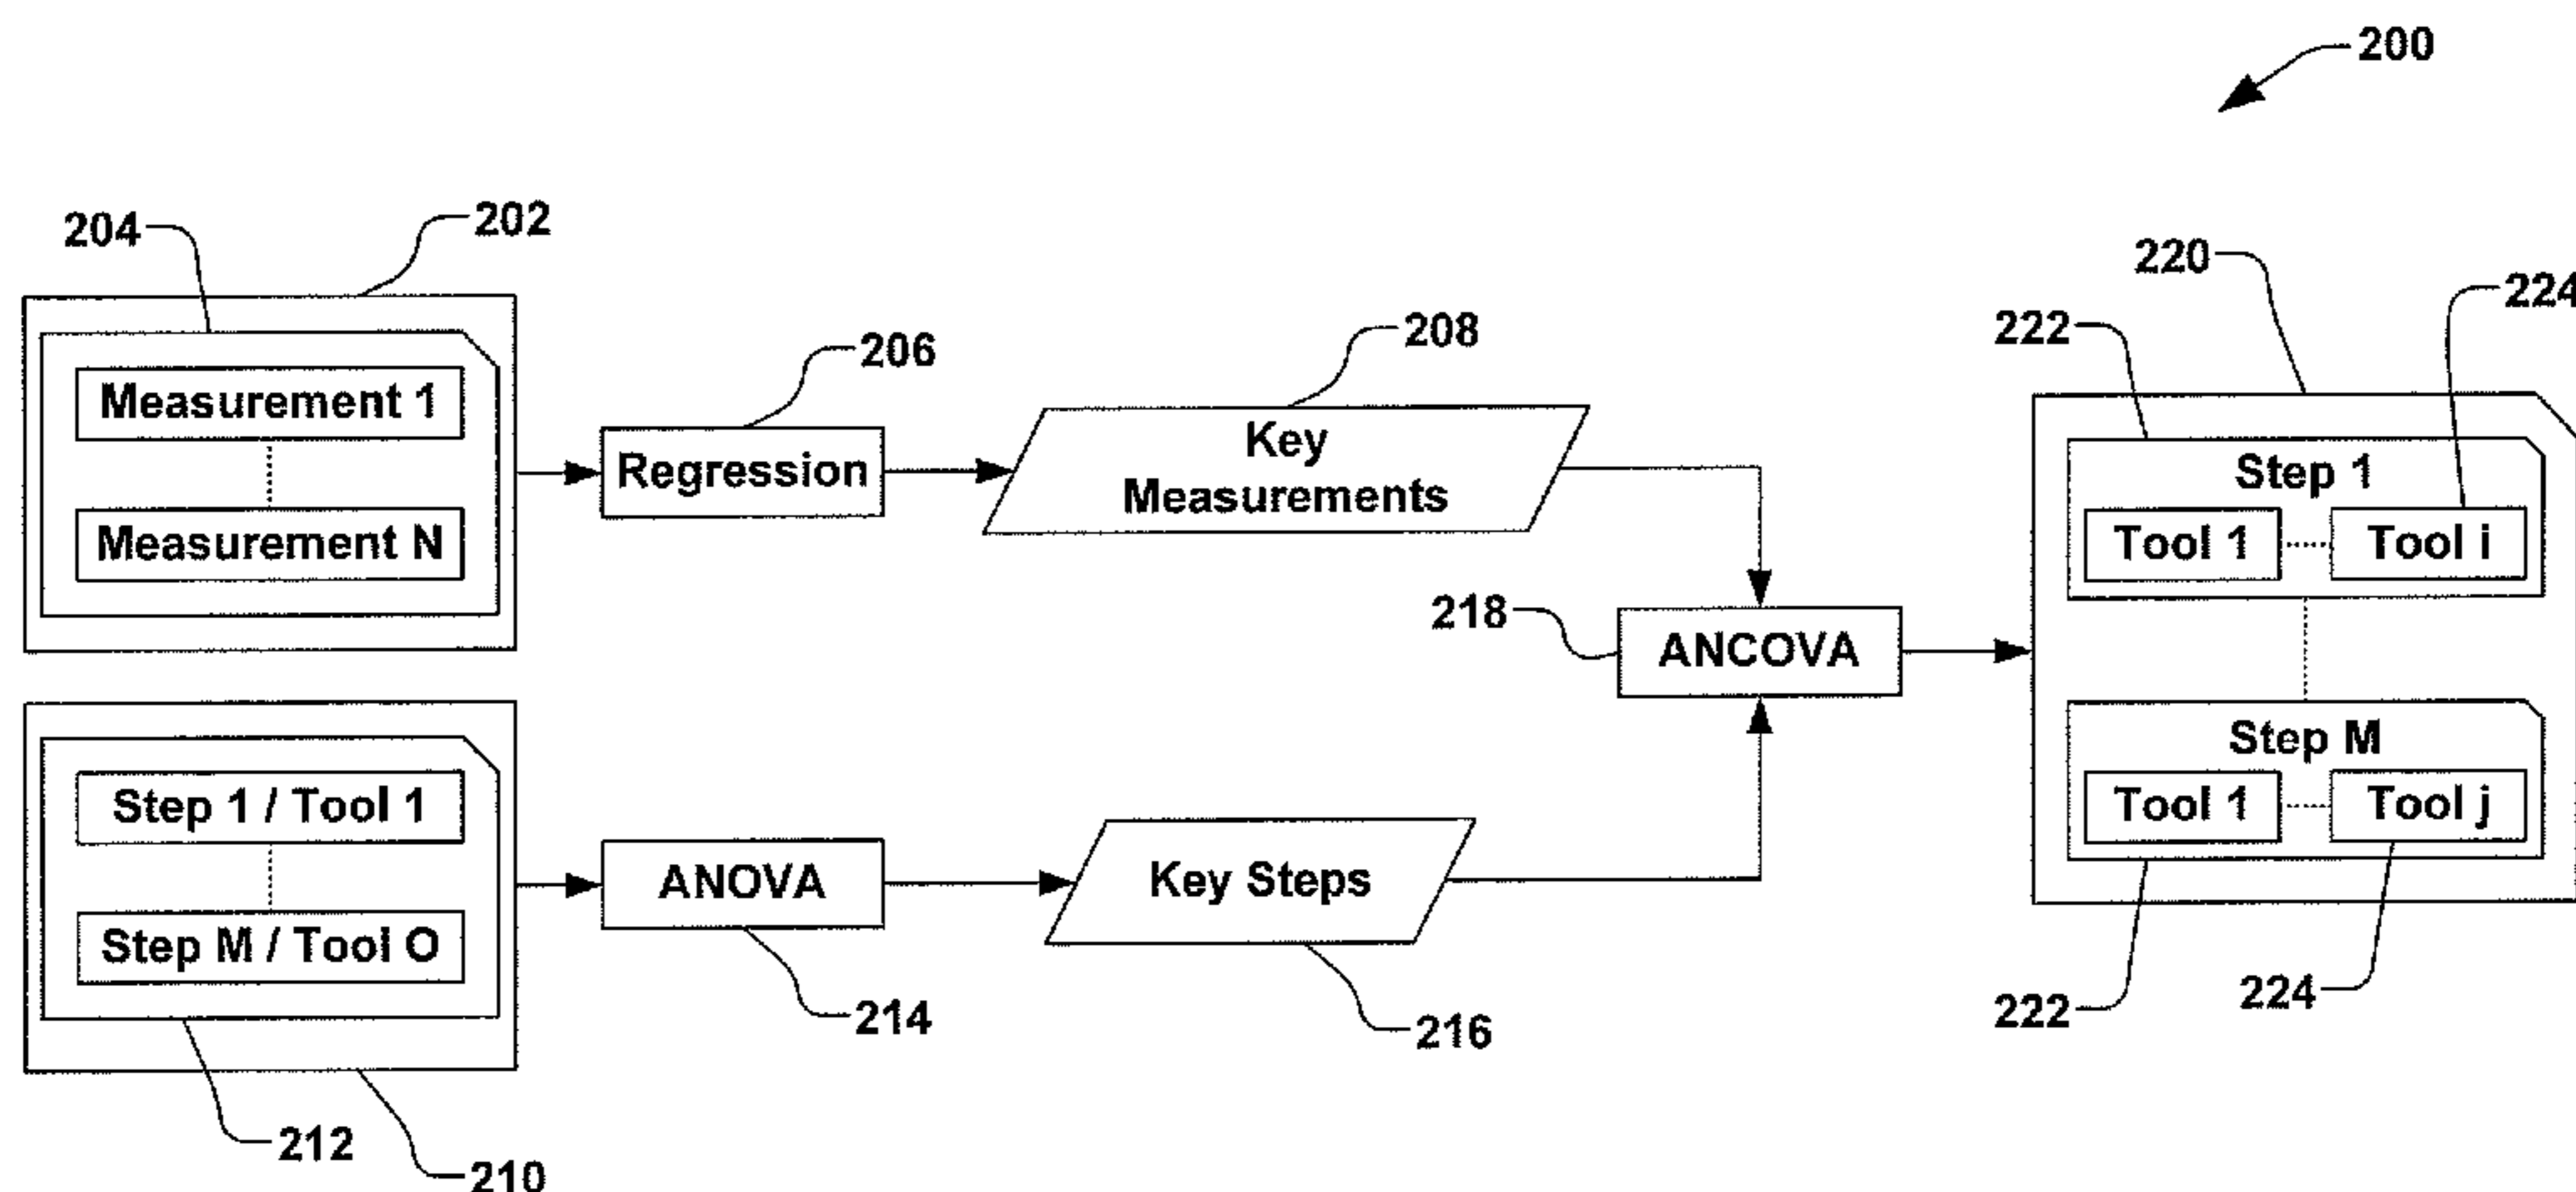 200
204
202
Measurement 1
Measurement N
206
Regression
208
Key
Measurements
218
ANCOVA
220
222
224
Step 1
Tool 1
Tool i
Step M
Tool 1
Tool j
222
224
Step 1 / Tool 1
Step M / Tool O
212
210
ANOVA
214
Key Steps
216